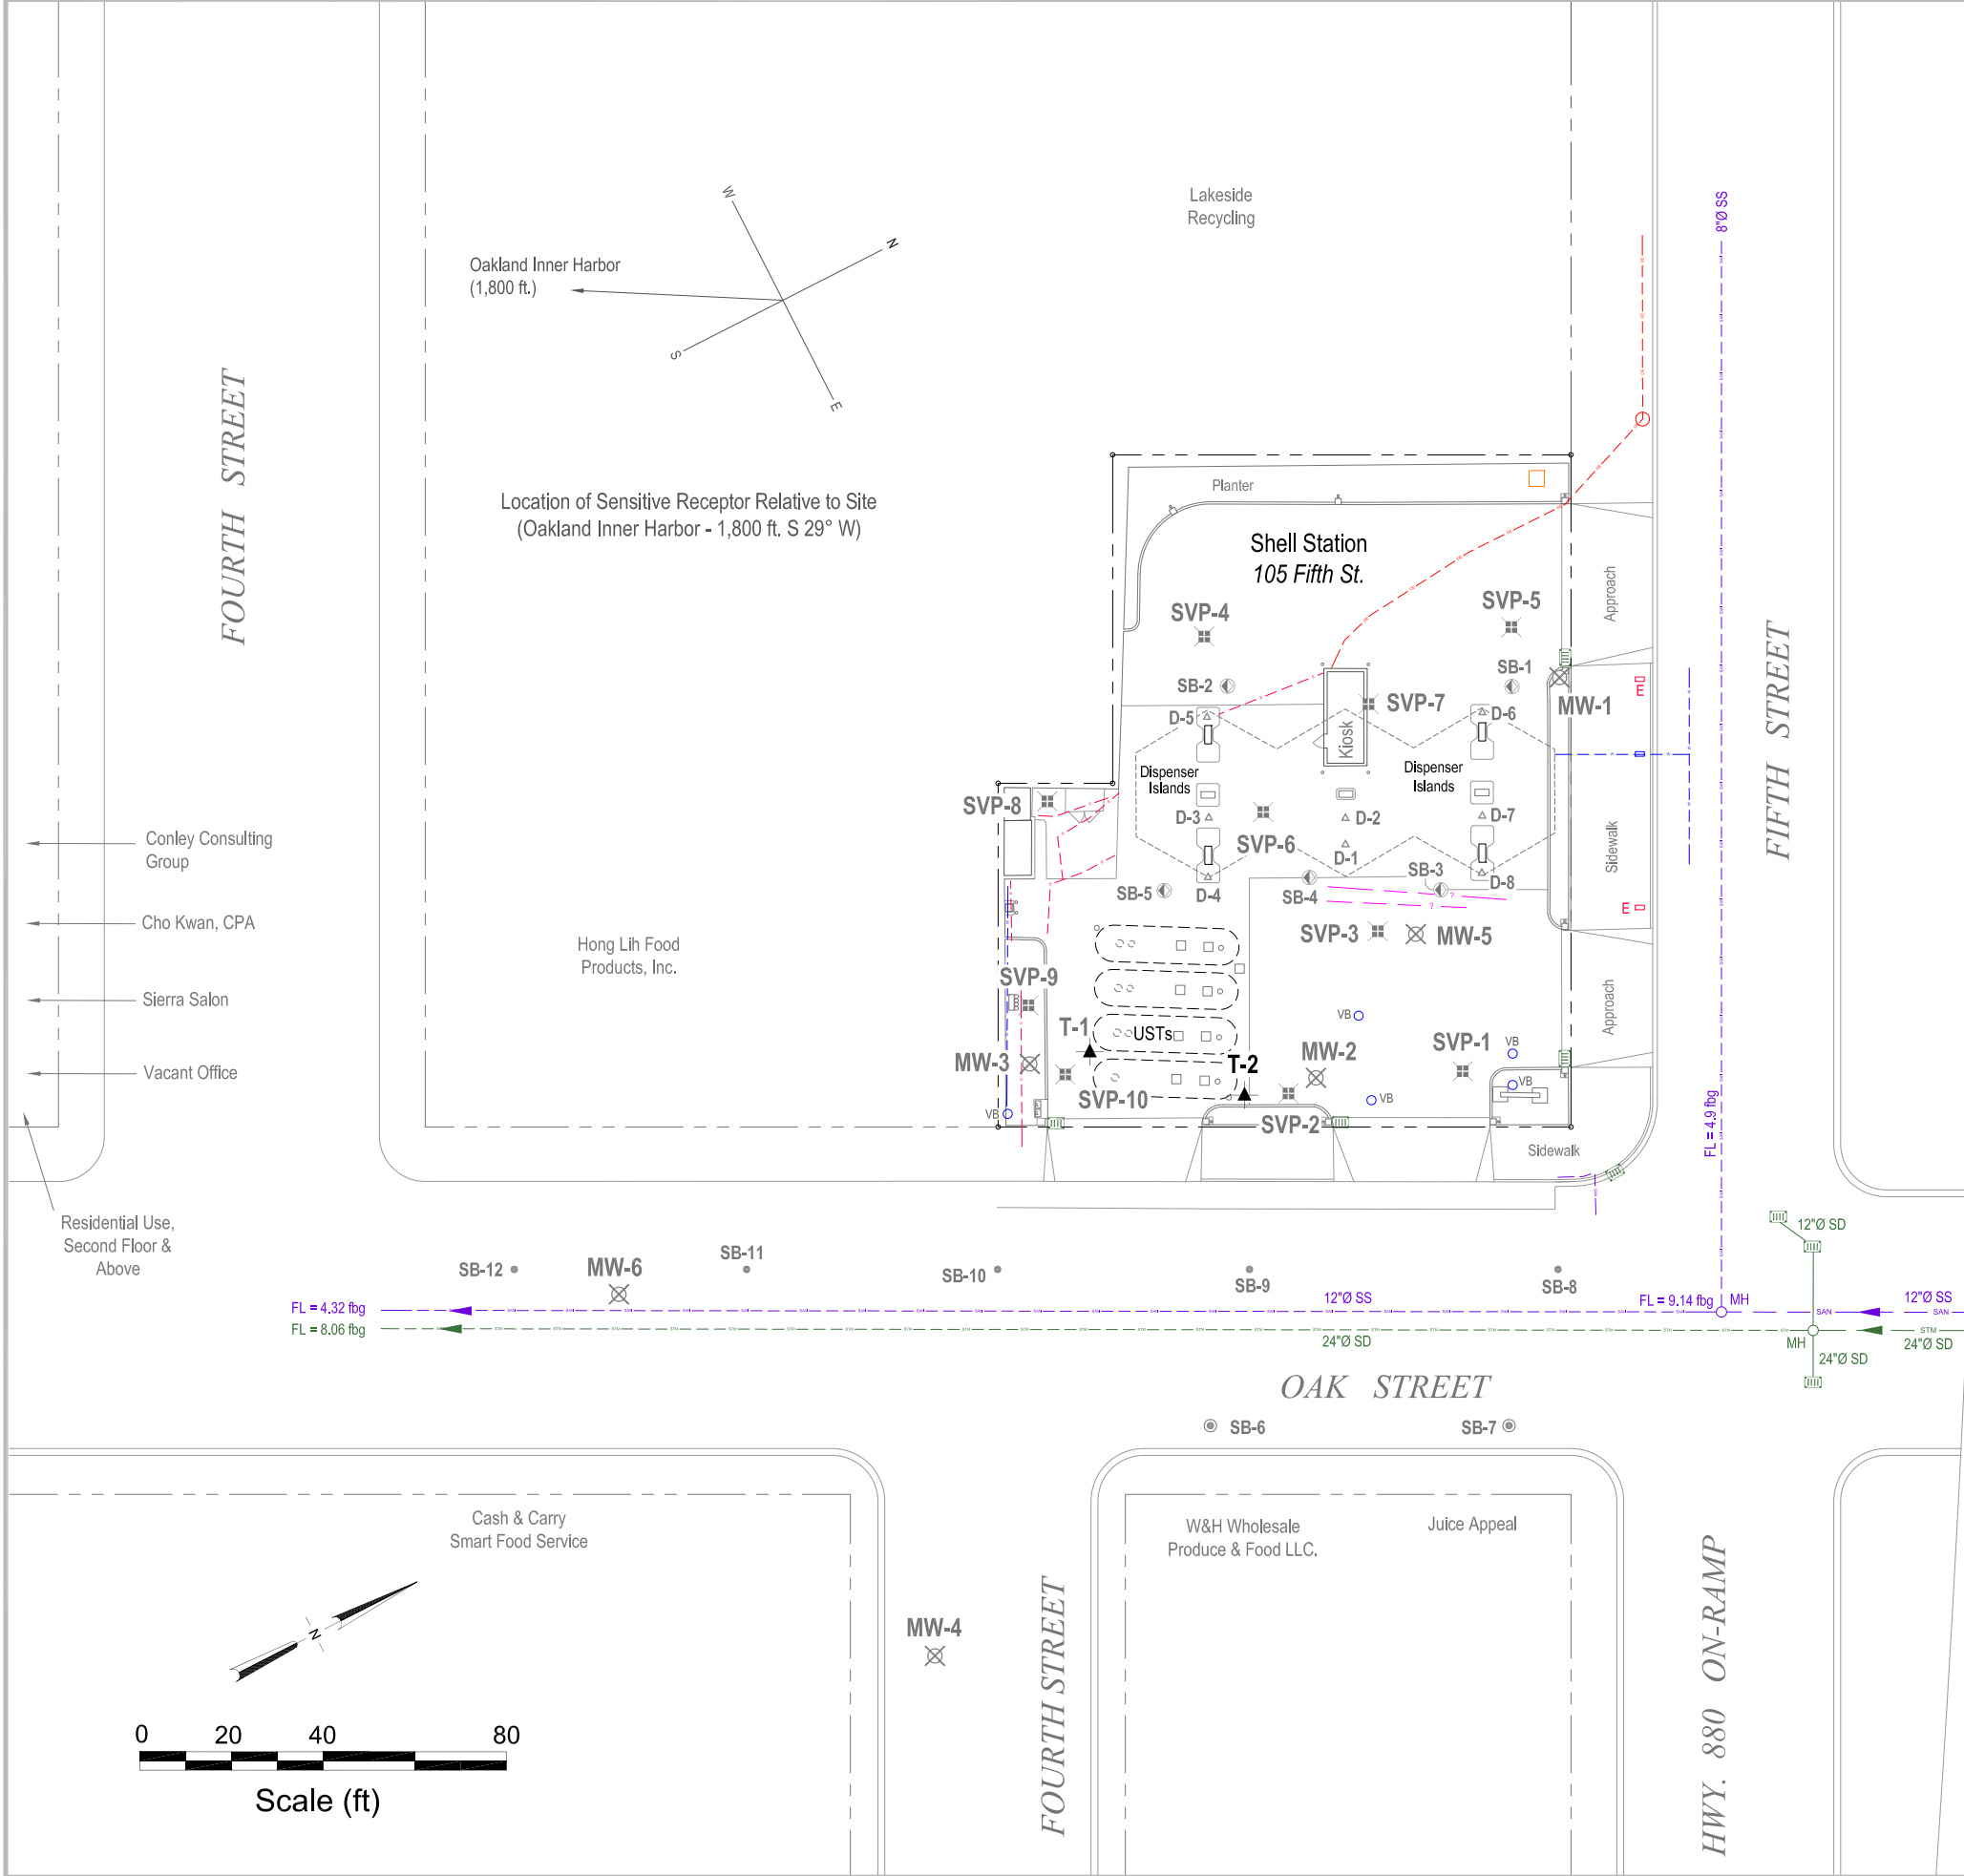 Lakeside
Recycling
8"Ø SS
W
N
S
E
Oakland Inner Harbor
(1,800 ft.)
FOURTH STREET
Location of Sensitive Receptor Relative to Site
(Oakland Inner Harbor - 1,800 ft. S 29° W)
Planter
Shell Station
105 Fifth St.
Approach
SVP-4
SVP-5
SB-2
SB-1
SVP-7
MW-1
E
D-5
D-6
Kiosk
FIFTH STREET
Dispenser
Islands
Dispenser
Islands
SVP-8
D-3
D-2
D-7
SVP-6
D-1
Sidewalk
Conley Consulting
Group
SB-5
D-4
SB-4
SB-3
D-8
?
?
E
Cho Kwan, CPA
SVP-3
MW-5
Hong Lih Food
Products, Inc.
SVP-9
Sierra Salon
Approach
VB
T-1
USTs
VB
MW-3
T-2
MW-2
SVP-1
Vacant Office
VB
SVP-10
VB
VB
SVP-2
FL = 4.9 fbg
Sidewalk
Residential Use,
Second Floor &
Above
12"Ø SD
SB-12
MW-6
SB-11
SB-10
SB-9
SB-8
FL = 4.32 fbg
12"Ø SS
FL = 9.14 fbg
MH
SAN
12"Ø SS
SAN
FL = 8.06 fbg
24"Ø SD
MH
STM
24"Ø SD
24"Ø SD
OAK STREET
SB-6
SB-7
Cash & Carry
Smart Food Service
W&H Wholesale
Produce & Food LLC.
Juice Appeal
N
MW-4
FOURTH STREET
HWY. 880 ON-RAMP
0 20 40 80
Scale (ft)